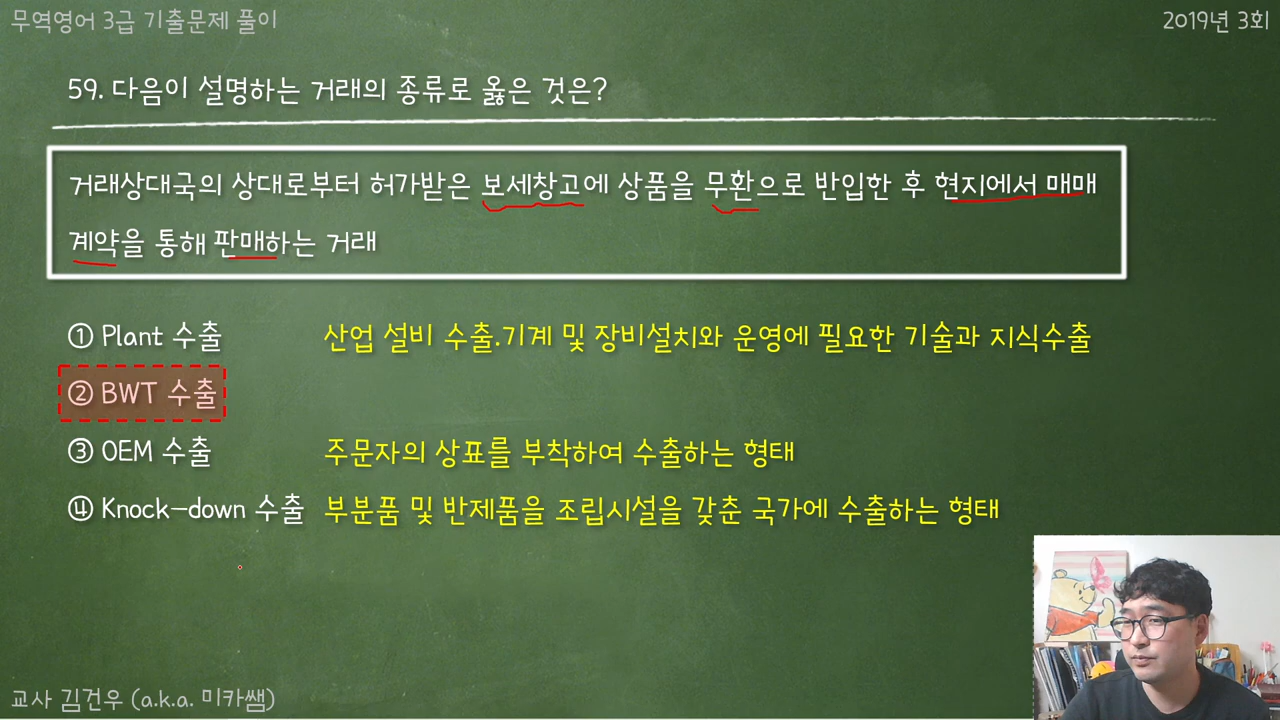 무역영어 3급 기출문제 풀이
2019년 3회
59. 다음이 설명하는 거래의 종류로 옳은 것은?
거래상대국의 상대로부터 허가받은 보세창고에 상품을 무환으로 반입한 후 현지에서 매매
계약을 통해 판매하는 거래
① Plant 수출 산업 설비 수출.기계 및 장비설치와 운영에 필요한 기술과 지식수출
② BWT 수출
③ OEM 수출 주문자의 상표를 부착하여 수출하는 형태
④ Knock-down 수출 부분품 및 반제품을 조립시설을 갖춘 국가에 수출하는 형태
교사 김건우 (a.k.a. 미카쌤)